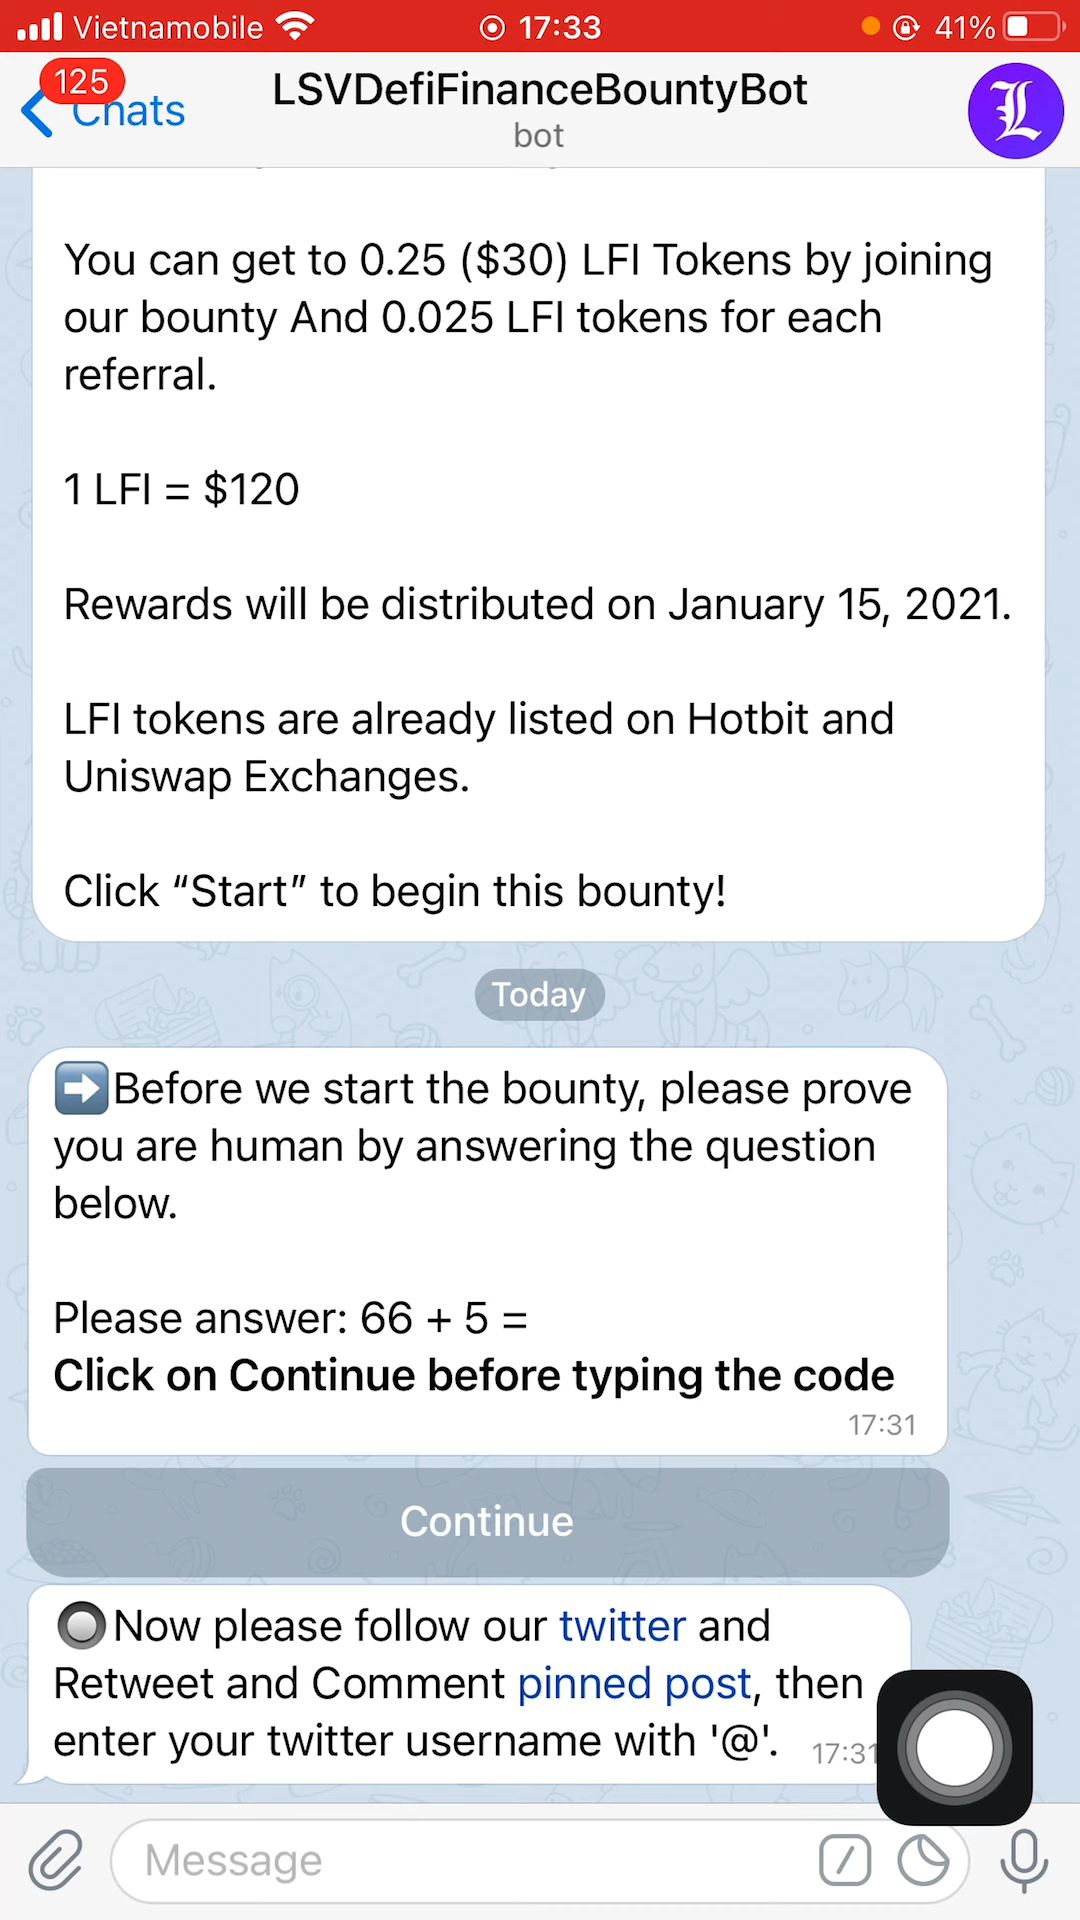 Vietnamobile 17:33 41%
125
Chats
LSVDefiFinanceBountyBot
bot
You can get to 0.25 ($30) LFI Tokens by joining
our bounty And 0.025 LFI tokens for each
referral.
1 LFI = $120
Rewards will be distributed on January 15, 2021.
LFI tokens are already listed on Hotbit and
Uniswap Exchanges.
Click “Start” to begin this bounty!
Today
➡️Before we start the bounty, please prove
you are human by answering the question
below.
Please answer: 66 + 5 =
Click on Continue before typing the code
17:31
Continue
🔘Now please follow our twitter and
Retweet and Comment pinned post, then
enter your twitter username with '@'. 17:31
Message